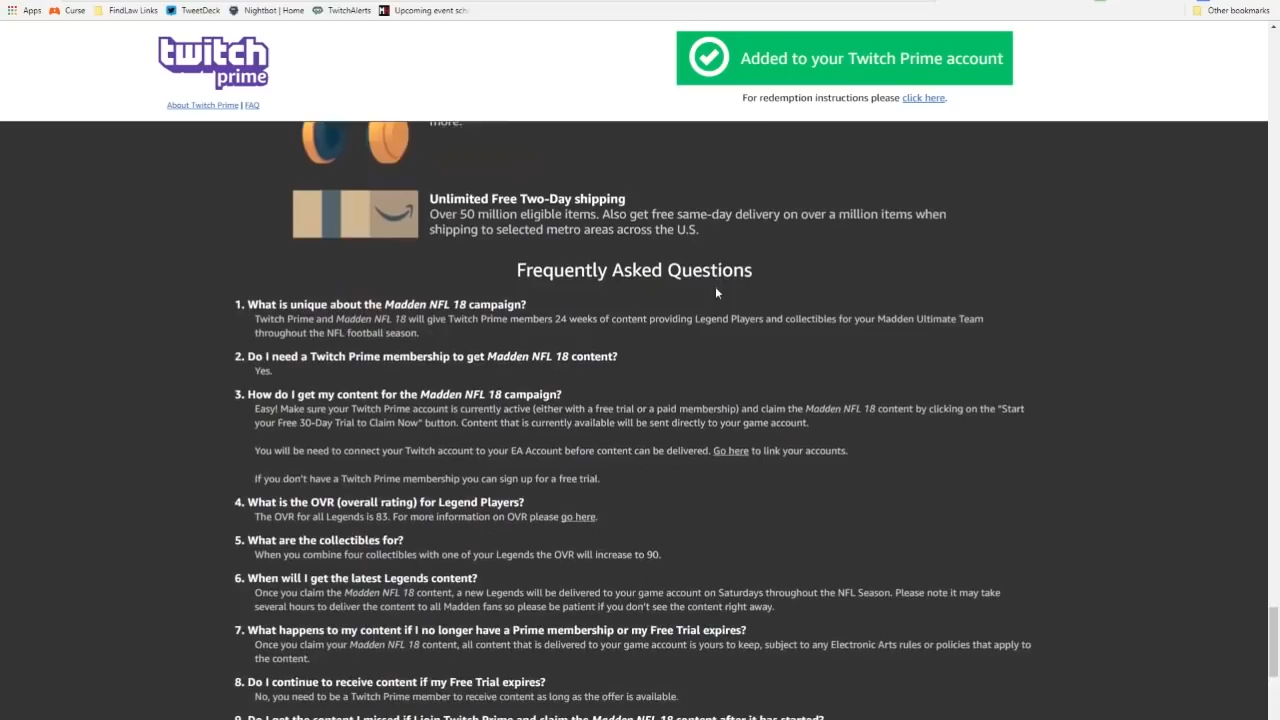 Apps Curse FindLaw Links TweetDeck Nightbot | Home TwitchAlerts Upcoming event sch Other bookmarks
twitch
prime
Added to your Twitch Prime account
About Twitch Prime | FAQ
For redemption instructions please click here.
more.
Unlimited Free Two-Day shipping
Over 50 million eligible items. Also get free same-day delivery on over a million items when
shipping to selected metro areas across the U.S.
Frequently Asked Questions
1. What is unique about the Madden NFL 18 campaign?
Twitch Prime and Madden NFL 18 will give Twitch Prime members 24 weeks of content providing Legend Players and collectibles for your Madden Ultimate Team
throughout the NFL football season.
2. Do I need a Twitch Prime membership to get Madden NFL 18 content?
Yes.
3. How do I get my content for the Madden NFL 18 campaign?
Easy! Make sure your Twitch Prime account is currently active (either with a free trial or a paid membership) and claim the Madden NFL 18 content by clicking on the "Start
your Free 30-Day Trial to Claim Now" button. Content that is currently available will be sent directly to your game account.
You will be need to connect your Twitch account to your EA Account before content can be delivered. Go here to link your accounts.
If you don't have a Twitch Prime membership you can sign up for a free trial.
4. What is the OVR (overall rating) for Legend Players?
The OVR for all Legends is 83. For more information on OVR please go here.
5. What are the collectibles for?
When you combine four collectibles with one of your Legends the OVR will increase to 90.
6. When will I get the latest Legends content?
Once you claim the Madden NFL 18 content, a new Legends will be delivered to your game account on Saturdays throughout the NFL Season. Please note it may take
several hours to deliver the content to all Madden fans so please be patient if you don't see the content right away.
7. What happens to my content if I no longer have a Prime membership or my Free Trial expires?
Once you claim your Madden NFL 18 content, all content that is delivered to your game account is yours to keep, subject to any Electronic Arts rules or policies that apply to
the content.
8. Do I continue to receive content if my Free Trial expires?
No, you need to be a Twitch Prime member to receive content as long as the offer is available.
9. Do I get the content I missed if I join Twitch Prime and claim the Madden NFL 18 content after it has started?